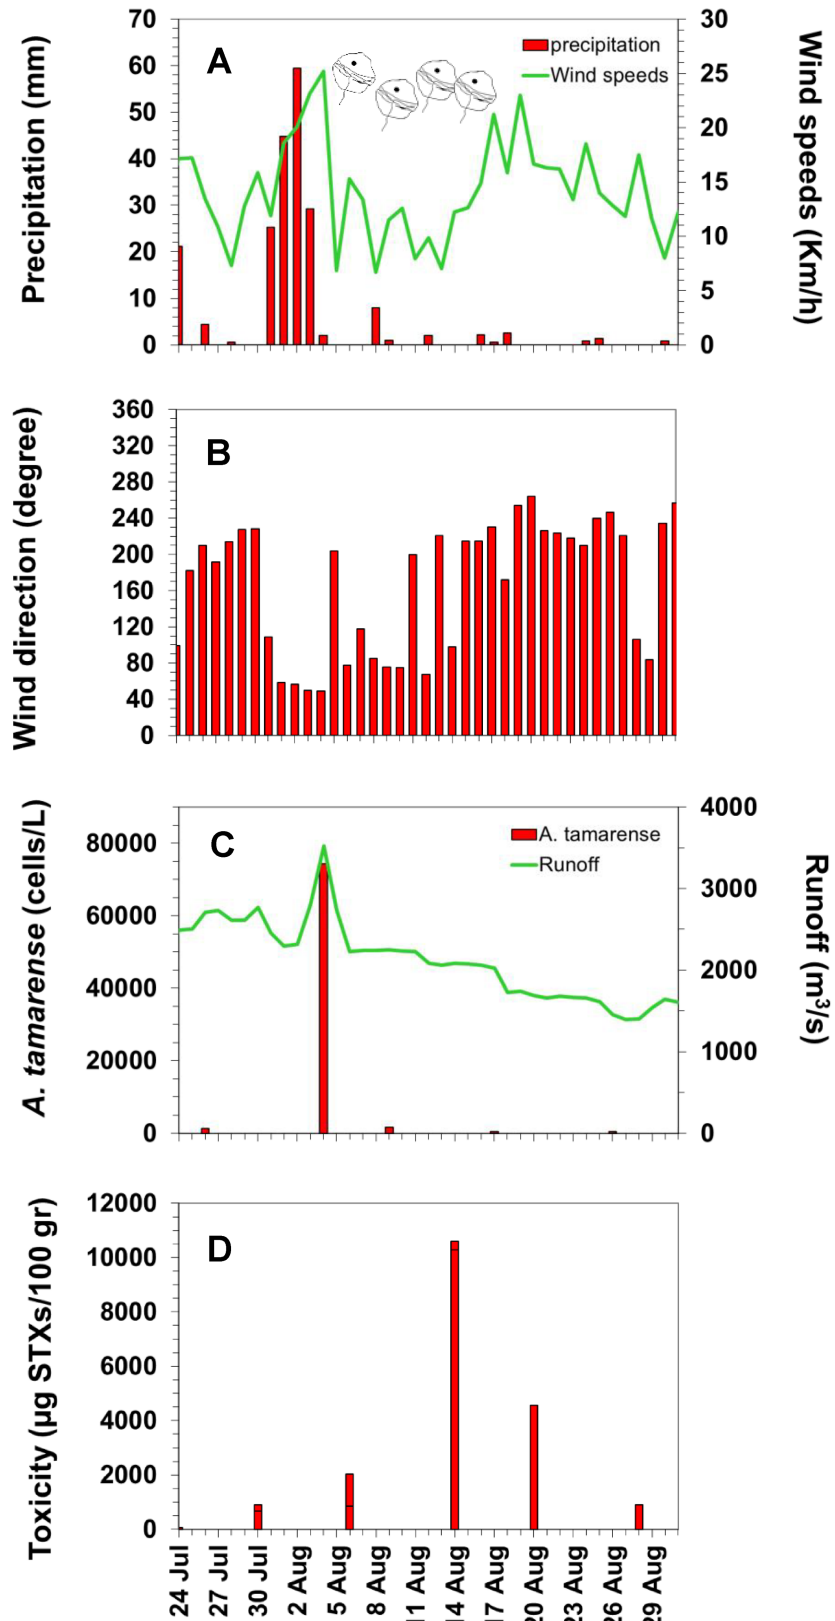 A
precipitation
Wind speeds
Precipitation (mm)
70
60
50
40
30
20
10
0
30
25
20
15
10
5
0
Wind speeds (Km/h)
B
Wind direction (degree)
360
320
280
240
200
160
120
80
40
0
C
A. tamarense
Runoff
A. tamarense (cells/L)
80000
60000
40000
20000
0
4000
3000
2000
1000
0
Runoff (m³/s)
D
Toxicity (µg STXs/100 gr)
12000
10000
8000
6000
4000
2000
0
24 Jul
27 Jul
30 Jul
2 Aug
5 Aug
8 Aug
11 Aug
14 Aug
17 Aug
20 Aug
23 Aug
26 Aug
29 Aug